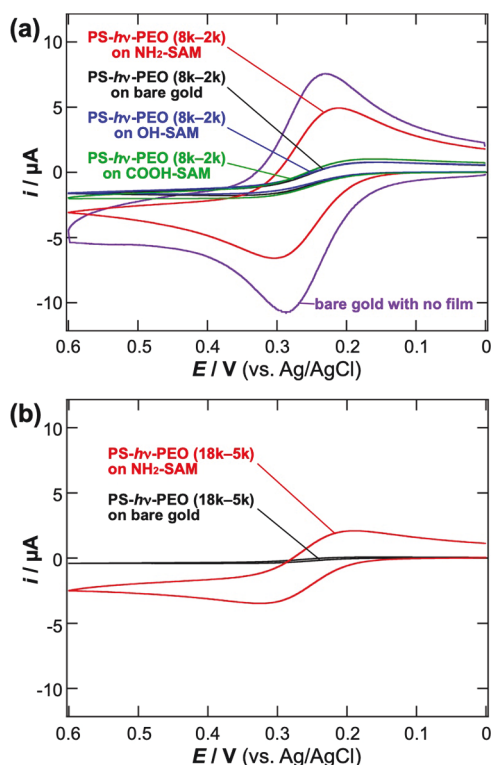 (a)
10
5
0
-5
-10
i / µA
PS-hν-PEO (8k–2k)
on NH2-SAM
PS-hν-PEO (8k–2k)
on bare gold
PS-hν-PEO (8k–2k)
on OH-SAM
PS-hν-PEO (8k–2k)
on COOH-SAM
bare gold with no film
0.6 0.5 0.4 0.3 0.2 0.1 0
E / V (vs. Ag/AgCl)
(b)
10
5
0
-5
-10
i / µA
PS-hν-PEO (18k–5k)
on NH2-SAM
PS-hν-PEO (18k–5k)
on bare gold
0.6 0.5 0.4 0.3 0.2 0.1 0
E / V (vs. Ag/AgCl)